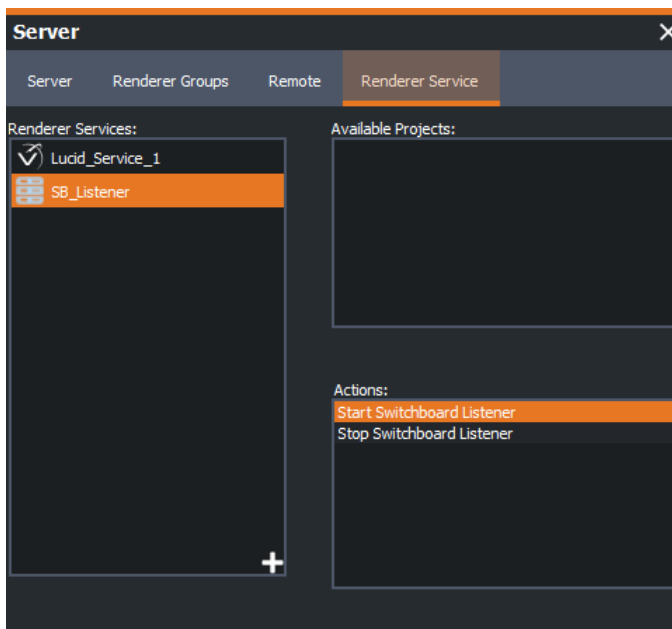 Server
Server Renderer Groups Remote Renderer Service
Renderer Services:
Lucid_Service_1
SB_Listener
Available Projects:
Actions:
Start Switchboard Listener
Stop Switchboard Listener